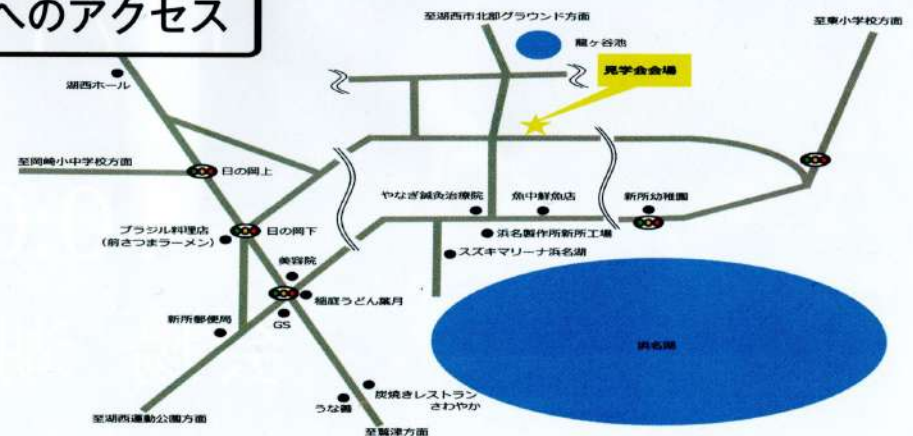 へのアクセス
至湖西市北部グラウンド方面
至東小学校方面
龍ヶ谷池
見学会会場
湖西ホール
至岡崎小中学校方面
日の岡上
やなぎ鍼灸治療院
魚中鮮魚店
新所幼稚園
ブラジル料理店
(前さつまラーメン)
日の岡下
浜名製作所新所工場
スズキマリーナ浜名湖
美容院
稲庭うどん葉月
新所郵便局
GS
浜名湖
炭焼きレストラン
さわやか
うな善
至湖西運動公園方面
至鷲津方面